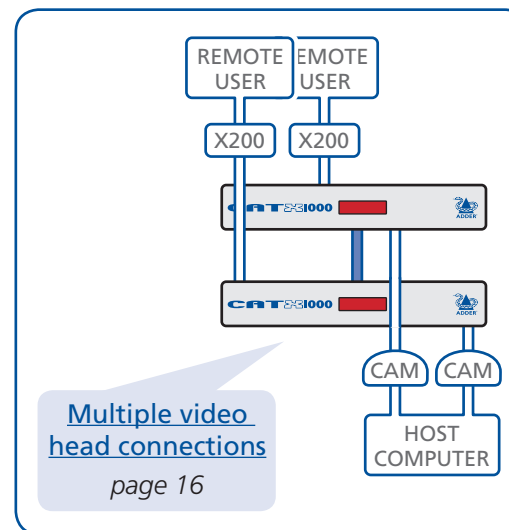 REMOTE
USER
EMOTE
USER
X200
X200
CATX1000
ADDER
CATX1000
ADDER
CAM
CAM
HOST
COMPUTER
Multiple video
head connections
page 16